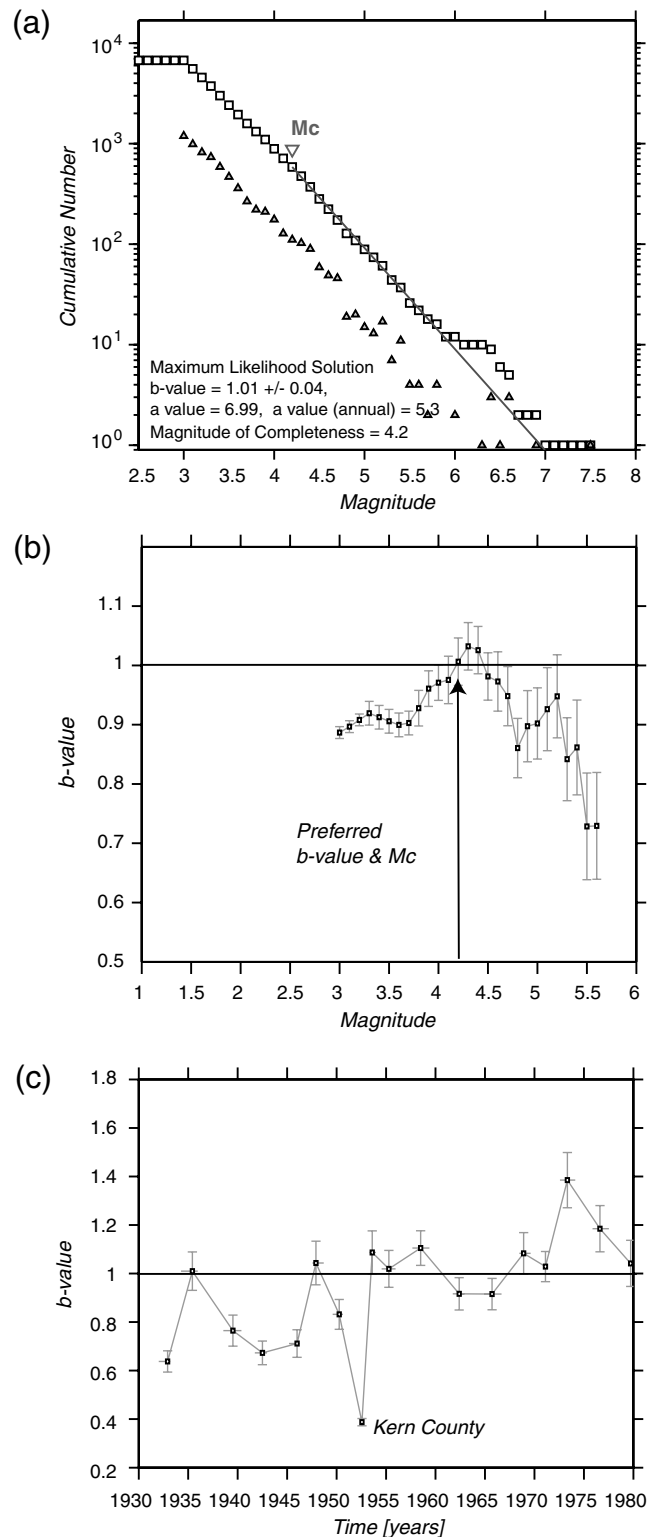 (a)
10^4
10^3
10^2
10^1
10^0
Cumulative Number
Mc
Maximum Likelihood Solution
b-value = 1.01 +/- 0.04,
a value = 6.99, a value (annual) = 5.3
Magnitude of Completeness = 4.2
2.5 3 3.5 4 4.5 5 5.5 6 6.5 7 7.5 8
Magnitude
(b)
1.1
1
0.9
0.8
0.7
0.6
0.5
b-value
Preferred
b-value & Mc
1 1.5 2 2.5 3 3.5 4 4.5 5 5.5 6
Magnitude
(c)
1.8
1.6
1.4
1.2
1
0.8
0.6
0.4
0.2
b-value
Kern County
1930 1935 1940 1945 1950 1955 1960 1965 1970 1975 1980
Time [years]